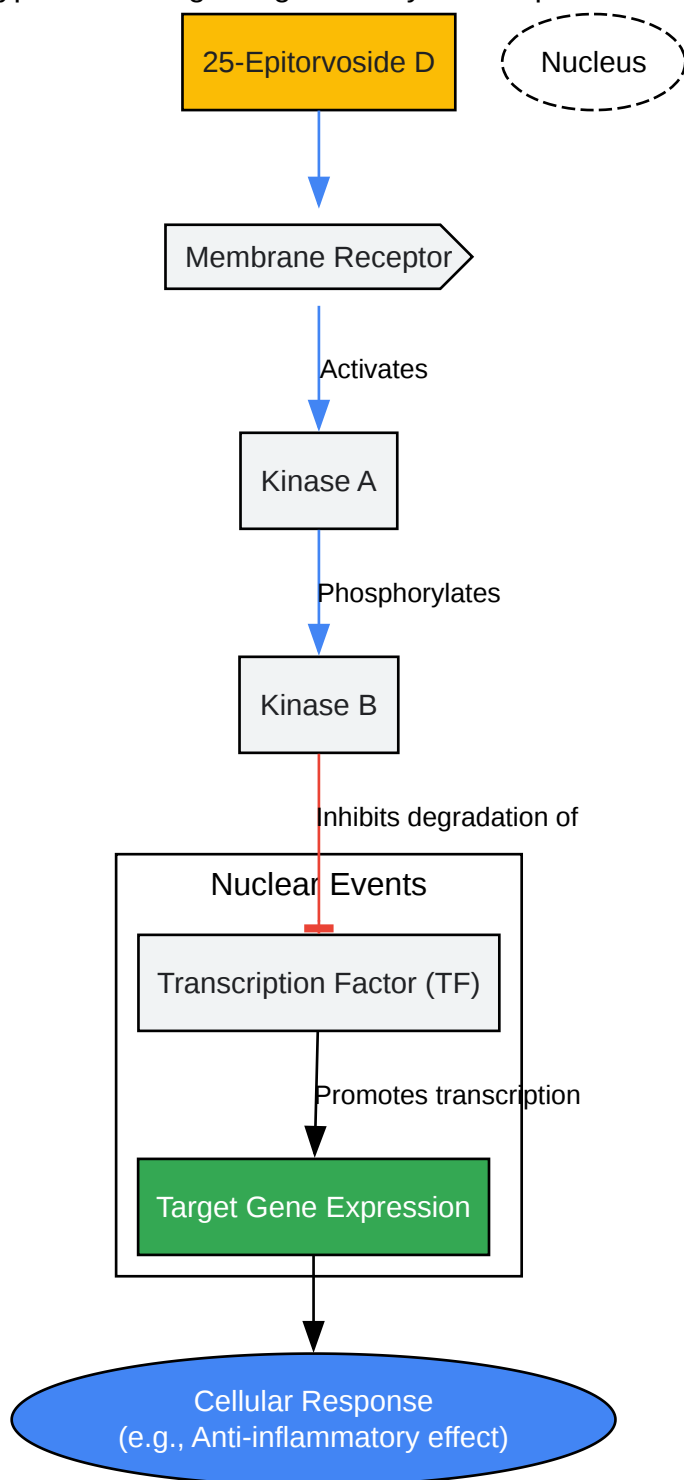 25-Epitorvoside D
Nucleus
Membrane Receptor
Activates
Kinase A
Phosphorylates
Kinase B
Inhibits degradation of
Nuclear Events
Transcription Factor (TF)
Promotes transcription
Target Gene Expression
Cellular Response
(e.g., Anti-inflammatory effect)